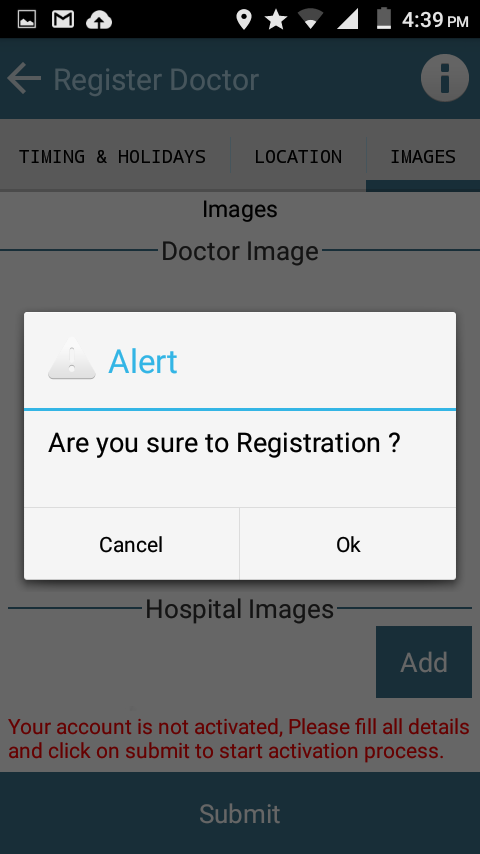 4:39 PM
Register Doctor
TIMING & HOLIDAYS
LOCATION
IMAGES
Images
Doctor Image
Alert
Are you sure to Registration ?
Cancel
Ok
Hospital Images
Add
Your account is not activated, Please fill all details
and click on submit to start activation process.
Submit